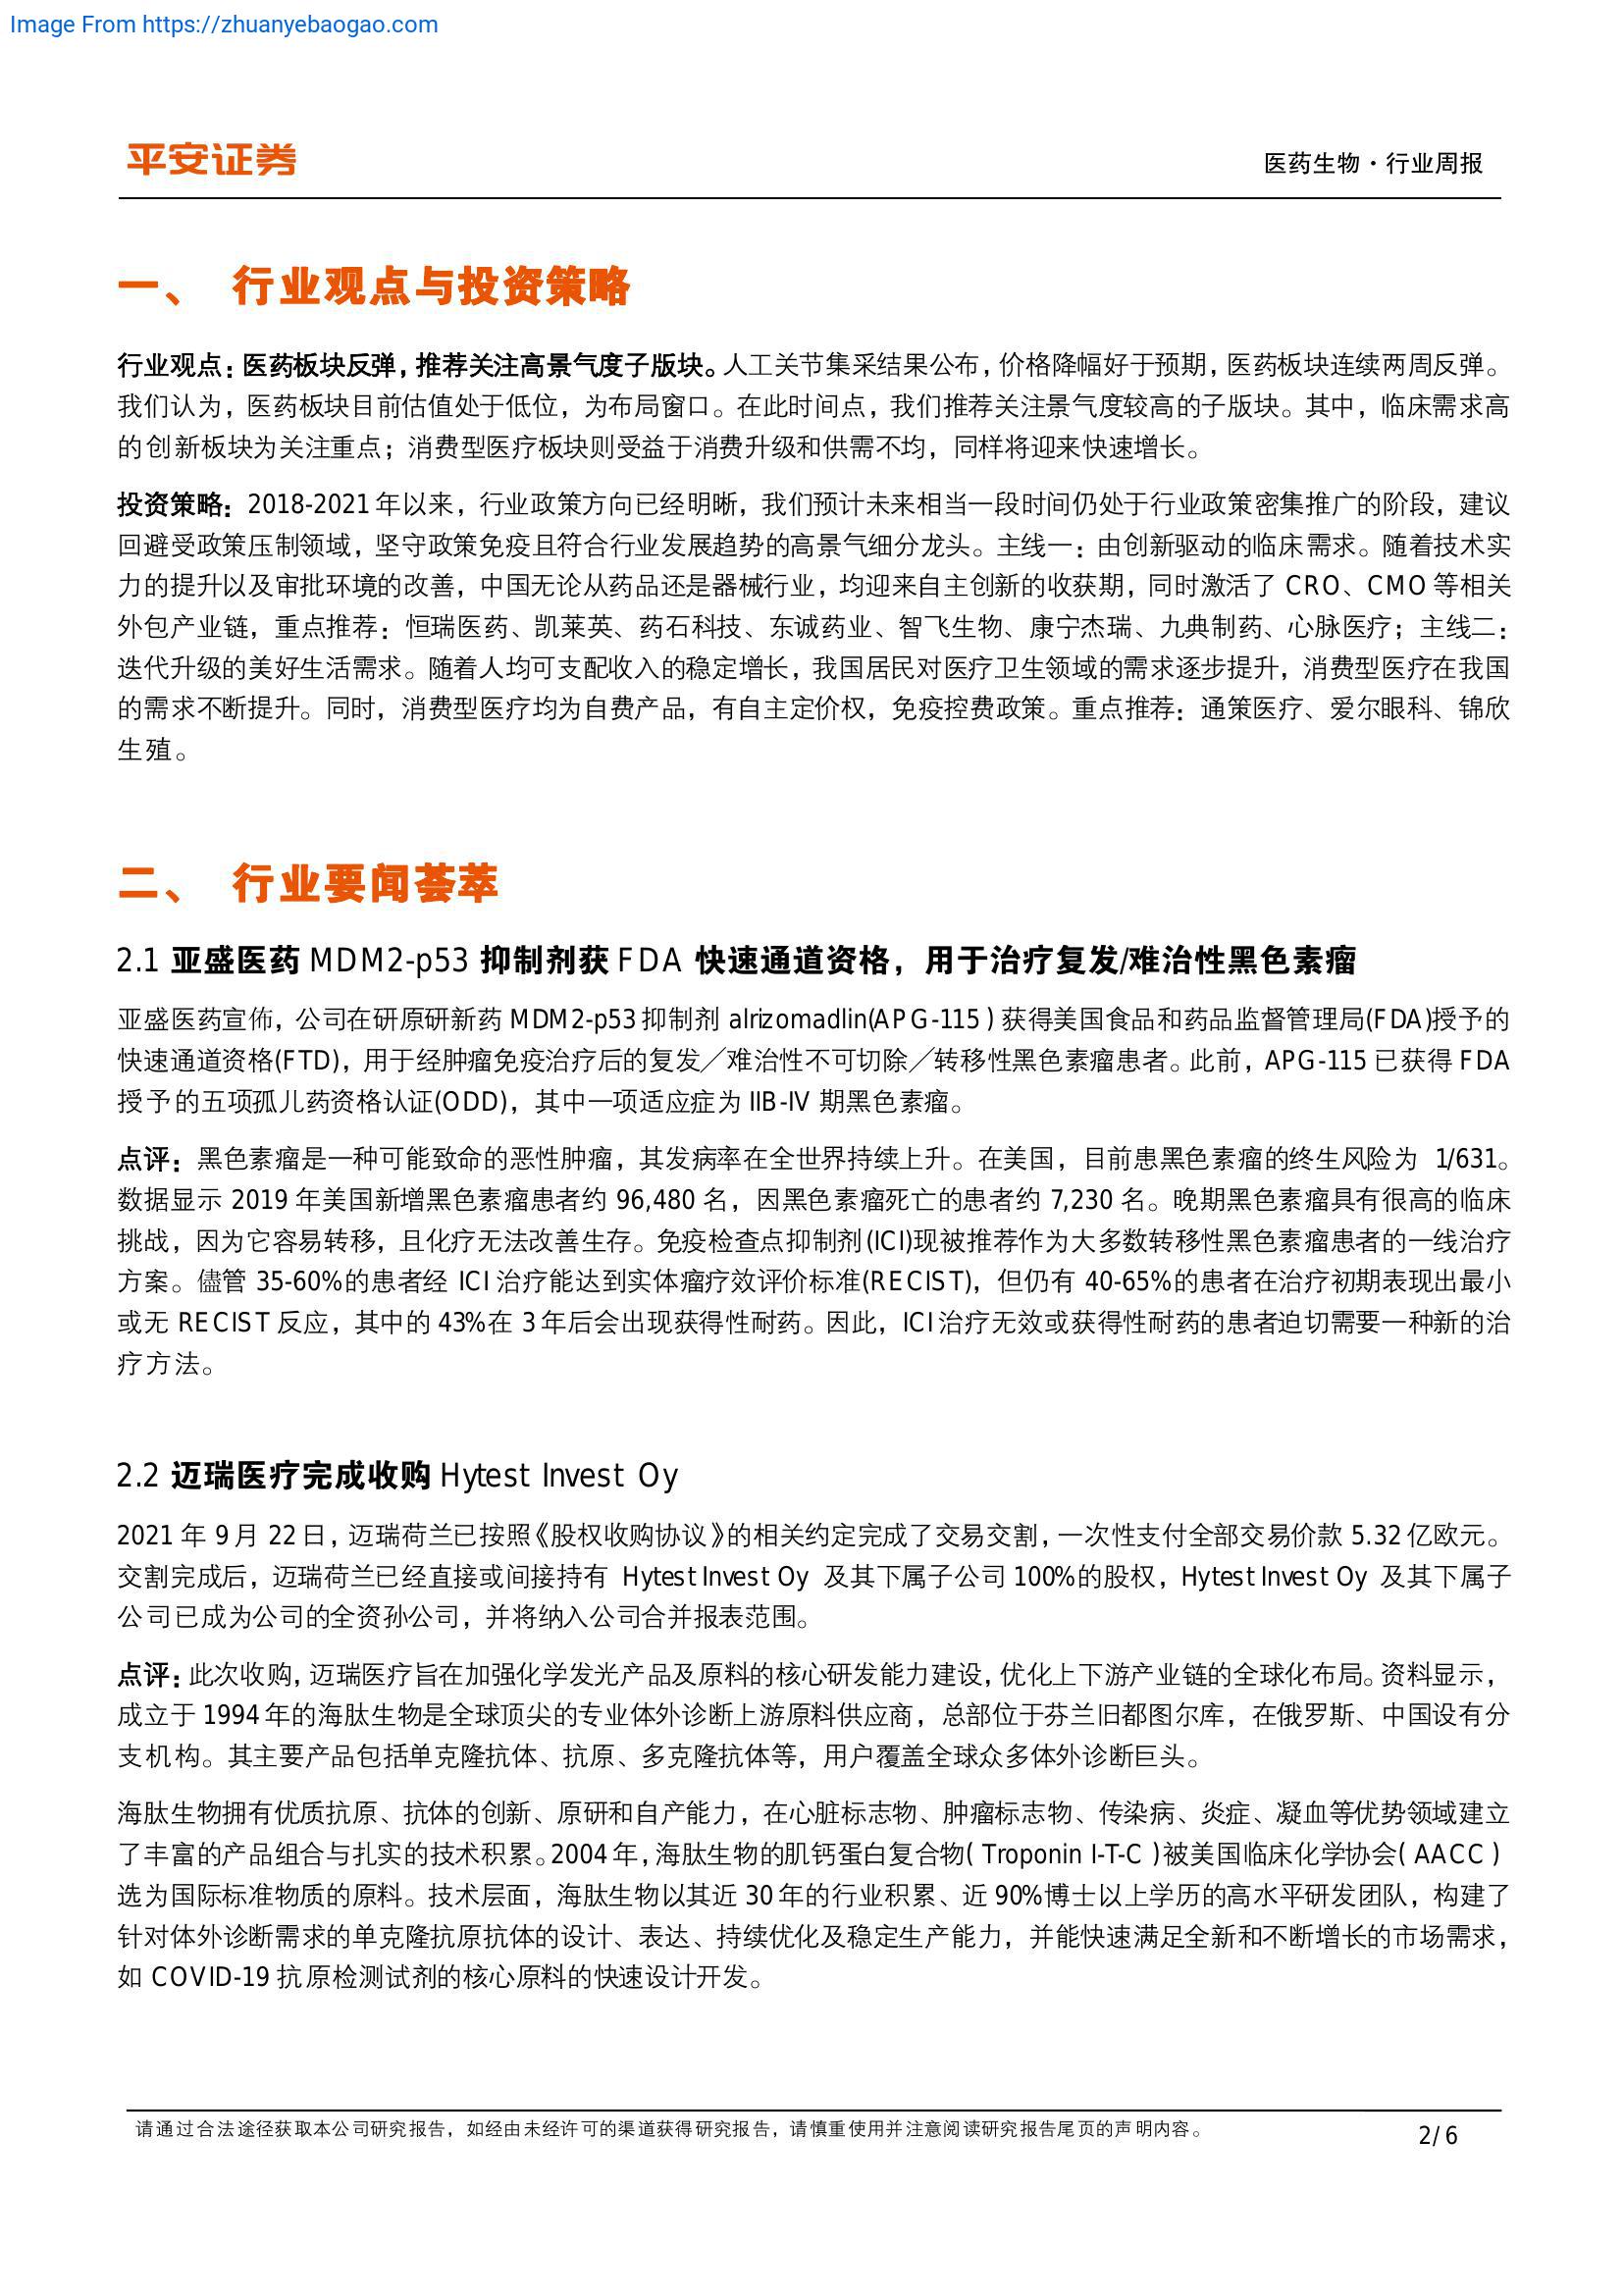 Image From https://zhuanyebaogao.com
平安证券
医药生物·行业周报
一、 行业观点与投资策略
行业观点：医药板块反弹，推荐关注高景气度子版块。人工关节集采结果公布，价格降幅好于预期，医药板块连续两周反弹。
我们认为，医药板块目前估值处于低位，为布局窗口。在此时间点，我们推荐关注景气度较高的子版块。其中，临床需求高
的创新板块为关注重点；消费型医疗板块则受益于消费升级和供需不均，同样将迎来快速增长。
投资策略：2018-2021 年以来，行业政策方向已经明晰，我们预计未来相当一段时间仍处于行业政策密集推广的阶段，建议
回避受政策压制领域，坚守政策免疫且符合行业发展趋势的高景气细分龙头。主线一：由创新驱动的临床需求。随着技术实
力的提升以及审批环境的改善，中国无论从药品还是器械行业，均迎来自主创新的收获期，同时激活了 CRO、CMO 等相关
外包产业链，重点推荐：恒瑞医药、凯莱英、药石科技、东诚药业、智飞生物、康宁杰瑞、九典制药、心脉医疗；主线二：
迭代升级的美好生活需求。随着人均可支配收入的稳定增长，我国居民对医疗卫生领域的需求逐步提升，消费型医疗在我国
的需求不断提升。同时，消费型医疗均为自费产品，有自主定价权，免疫控费政策。重点推荐：通策医疗、爱尔眼科、锦欣
生殖。
二、 行业要闻荟萃
2.1 亚盛医药 MDM2-p53 抑制剂获 FDA 快速通道资格，用于治疗复发/难治性黑色素瘤
亚盛医药宣佈，公司在研原研新药 MDM2-p53 抑制剂 alrizomadlin(APG-115 ) 获得美国食品和药品监督管理局(FDA)授予的
快速通道资格(FTD)，用于经肿瘤免疫治疗后的复发／难治性不可切除／转移性黑色素瘤患者。此前，APG-115 已获得 FDA
授予的五项孤儿药资格认证(ODD)，其中一项适应症为 IIB-IV 期黑色素瘤。
点评：黑色素瘤是一种可能致命的恶性肿瘤，其发病率在全世界持续上升。在美国，目前患黑色素瘤的终生风险为 1/631。
数据显示 2019 年美国新增黑色素瘤患者约 96,480 名，因黑色素瘤死亡的患者约 7,230 名。晚期黑色素瘤具有很高的临床
挑战，因为它容易转移，且化疗无法改善生存。免疫检查点抑制剂(ICI)现被推荐作为大多数转移性黑色素瘤患者的一线治疗
方案。儘管 35-60%的患者经 ICI 治疗能达到实体瘤疗效评价标准(RECIST)，但仍有 40-65%的患者在治疗初期表现出最小
或无 RECIST 反应，其中的 43%在 3 年后会出现获得性耐药。因此，ICI 治疗无效或获得性耐药的患者迫切需要一种新的治
疗方法。
2.2 迈瑞医疗完成收购 Hytest Invest Oy
2021 年 9 月 22 日，迈瑞荷兰已按照《股权收购协议》的相关约定完成了交易交割，一次性支付全部交易价款 5.32 亿欧元。
交割完成后，迈瑞荷兰已经直接或间接持有 Hytest Invest Oy 及其下属子公司 100%的股权，Hytest Invest Oy 及其下属子
公司已成为公司的全资孙公司，并将纳入公司合并报表范围。
点评：此次收购，迈瑞医疗旨在加强化学发光产品及原料的核心研发能力建设，优化上下游产业链的全球化布局。资料显示，
成立于 1994 年的海肽生物是全球顶尖的专业体外诊断上游原料供应商，总部位于芬兰旧都图尔库，在俄罗斯、中国设有分
支机构。其主要产品包括单克隆抗体、抗原、多克隆抗体等，用户覆盖全球众多体外诊断巨头。
海肽生物拥有优质抗原、抗体的创新、原研和自产能力，在心脏标志物、肿瘤标志物、传染病、炎症、凝血等优势领域建立
了丰富的产品组合与扎实的技术积累。2004 年，海肽生物的肌钙蛋白复合物( Troponin I-T-C )被美国临床化学协会( AACC )
选为国际标准物质的原料。技术层面，海肽生物以其近 30 年的行业积累、近 90%博士以上学历的高水平研发团队，构建了
针对体外诊断需求的单克隆抗原抗体的设计、表达、持续优化及稳定生产能力，并能快速满足全新和不断增长的市场需求，
如 COVID-19 抗原检测试剂的核心原料的快速设计开发。
请通过合法途径获取本公司研究报告，如经由未经许可的渠道获得研究报告，请慎重使用并注意阅读研究报告尾页的声明内容。
2/ 6